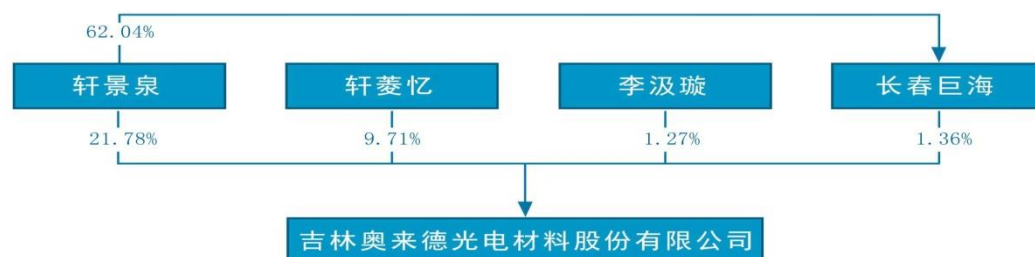 62.04%
轩景泉
轩菱忆
李汲璇
长春巨海
21.78%
9.71%
1.27%
1.36%
吉林奥来德光电材料股份有限公司